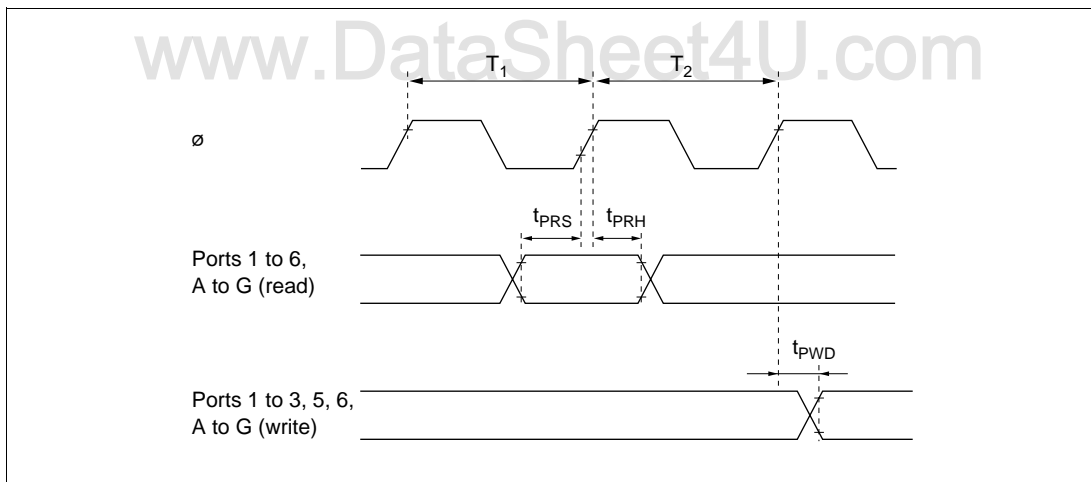 www.DataSheet4U.com
T1 T2
ø
tPRS tPRH
Ports 1 to 6,
A to G (read)
tPWD
Ports 1 to 3, 5, 6,
A to G (write)